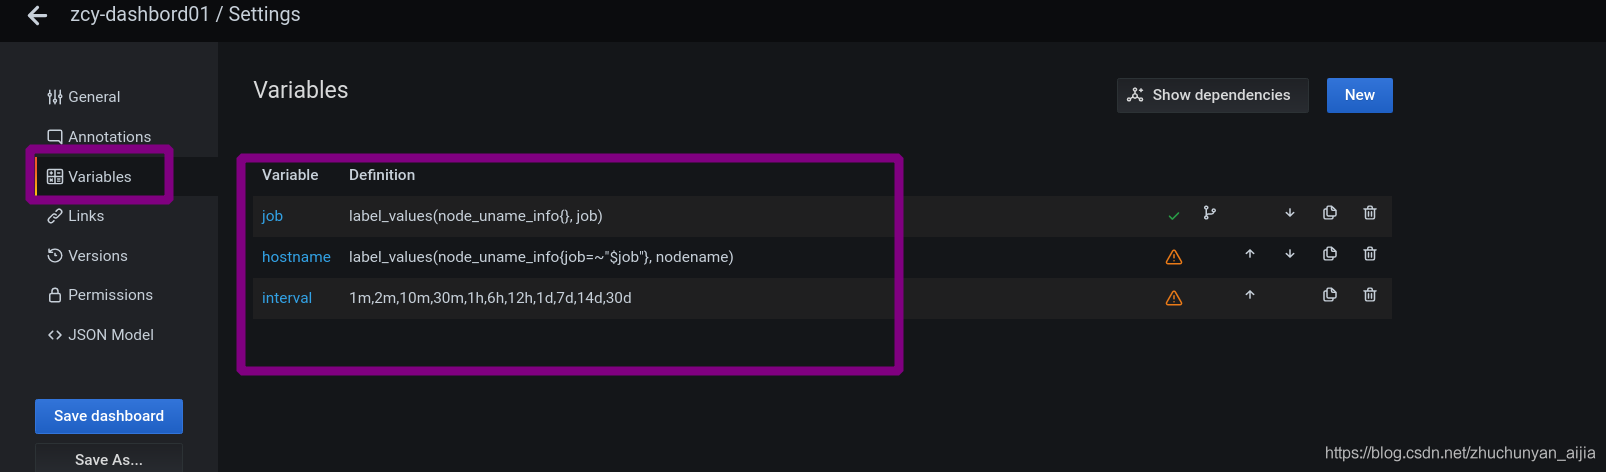 zcy-dashbord01 / Settings
General
Annotations
Variables
Links
Versions
Permissions
JSON Model
Save dashboard
Save As...
Variables
Show dependencies
New
Variable Definition
job label_values(node_uname_info{}, job)
hostname label_values(node_uname_info{job=~"$job"}, nodename)
interval 1m,2m,10m,30m,1h,6h,12h,1d,7d,14d,30d
https://blog.csdn.net/zhuchunyan_aijia